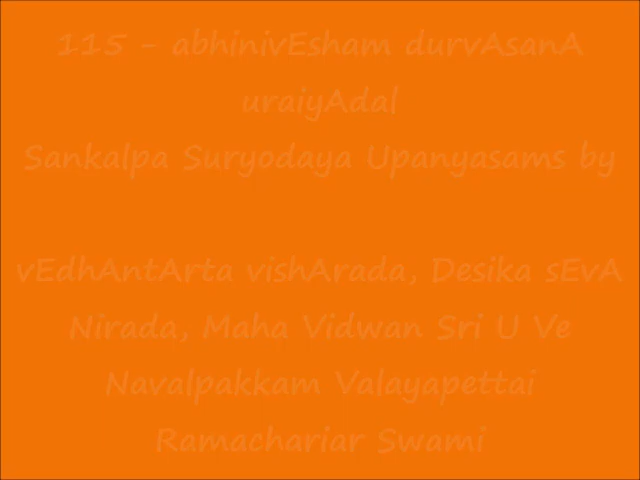 115 - abhinivEsham durvAsanA
uraiyAdal
Sankalpa Suryodaya Upanyasams by
vEdhAntArta vishArada, Desika sEvA
Nirada, Maha Vidwan Sri U Ve
Navalpakkam Valayapettai
Ramachariar Swami